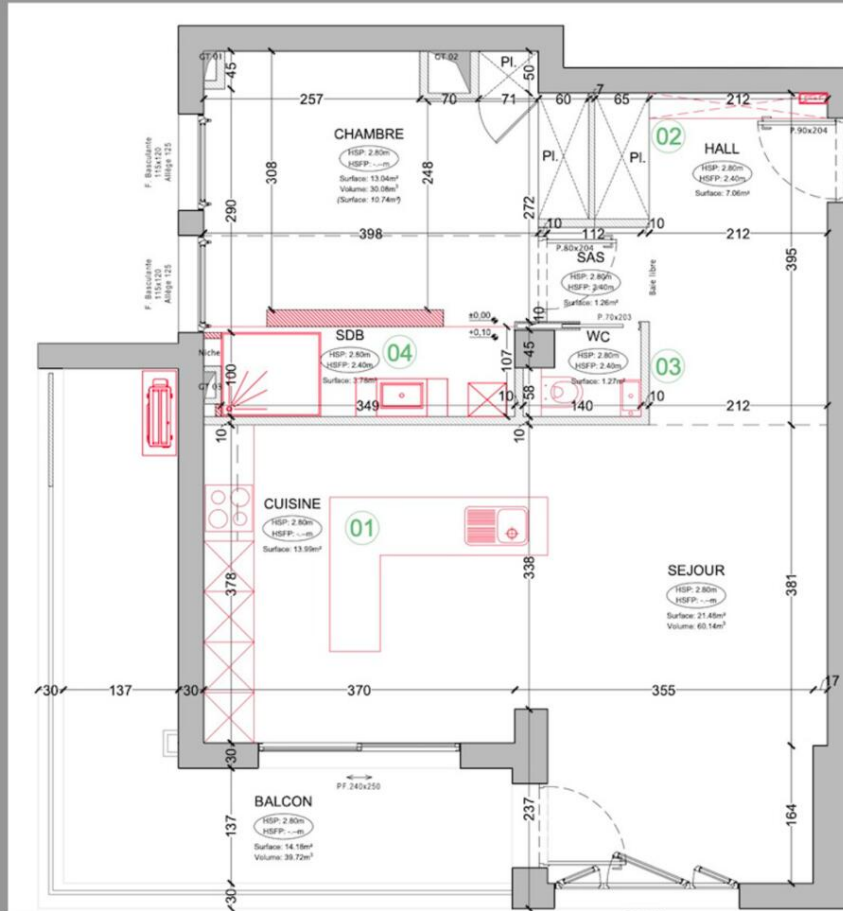 GT 01
45
GT 02
Pl.
50
7
257
70
71
60
65
212
P.90x204
02
CHAMBRE
HSP: 2.80m
HSFP: -.--m
Surface: 13.04m²
Volume: 30.08m³
(Surface: 10.74m²)
HALL
HSP: 2.80m
HSFP: 2.40m
Surface: 7.06m²
Pl.
Pl.
F. Basculante
115x120
Allège 125
308
248
290
272
10
10
398
112
212
P.80x204
395
SAS
HSP: 2.80m
HSFP: 2.40m
Surface: 1.26m²
Baie libre
F. Basculante
115x120
Allège 125
10
±0,00
+0,10
P.70x203
SDB
HSP: 2.80m
HSFP: 2.40m
04
WC
HSP: 2.80m
HSFP: 2.40m
Surface: 1.27m²
03
Niche
GT 03
100
107
45
58
349
10
140
10
212
10
10
CUISINE
HSP: 2.80m
HSFP: -.--m
Surface: 13.99m²
01
378
338
381
SEJOUR
HSP: 2.80m
HSFP: -.--m
Surface: 21.48m²
Volume: 60.14m³
30
137
30
370
355
17
30
PF.240x250
BALCON
HSP: 2.80m
HSFP: -.--m
Surface: 14.18m²
Volume: 39.72m³
137
237
164
30